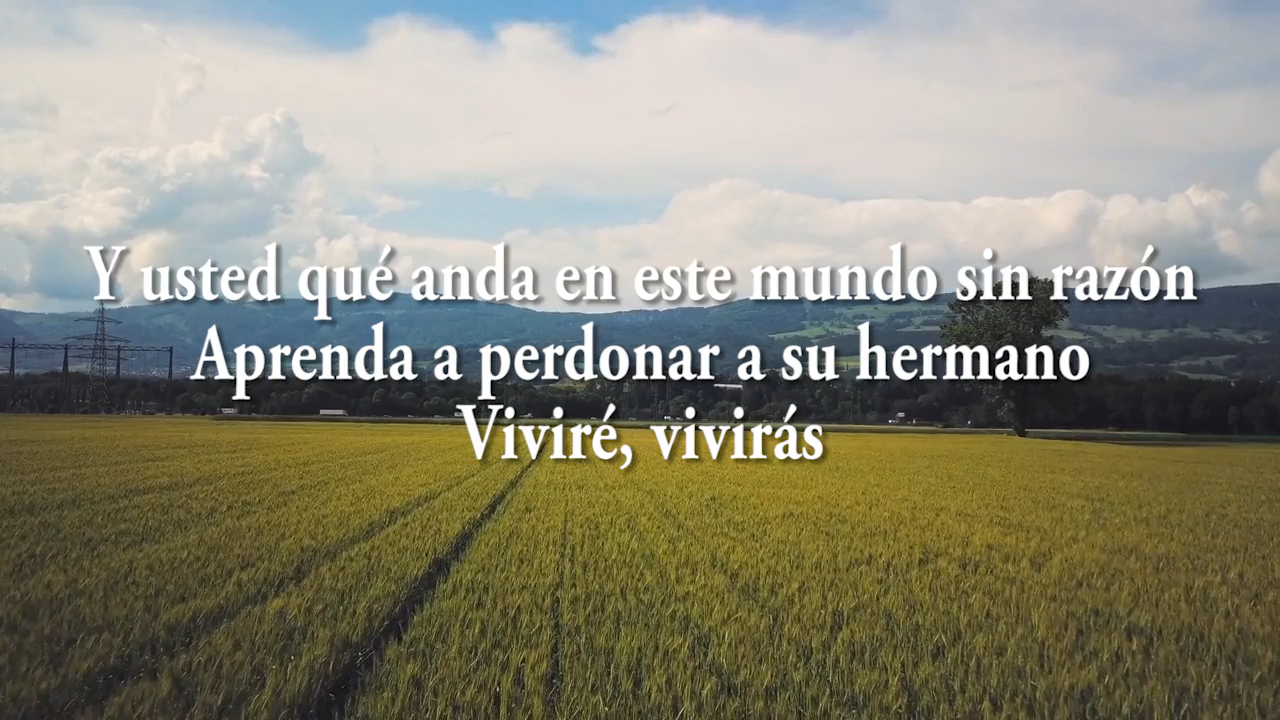 Y usted qué anda en este mundo sin razón
Aprenda a perdonar a su hermano
Viviré, vivirás